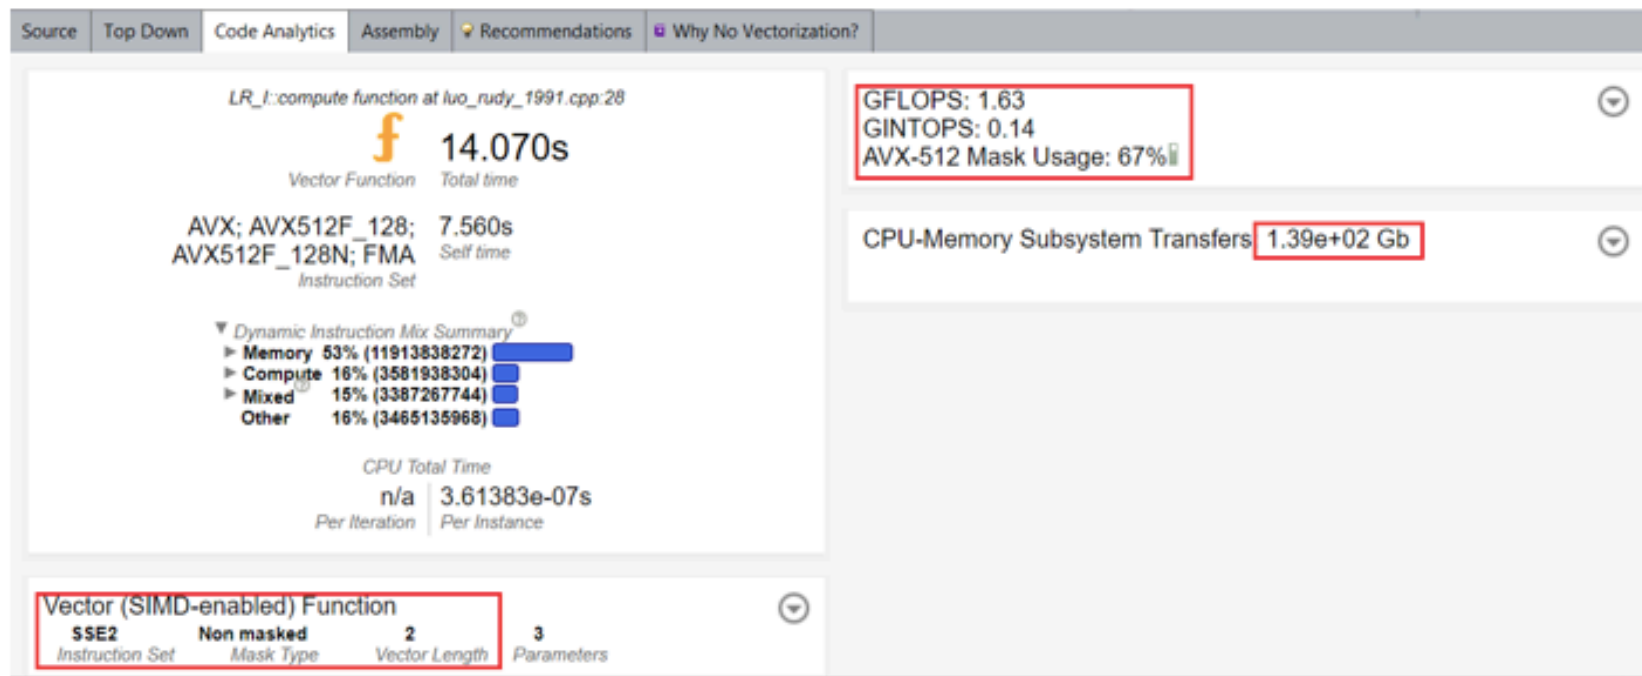 Source Top Down Code Analytics Assembly Recommendations Why No Vectorization?
LR_I::compute function at luo_rudy_1991.cpp:28
14.070s
Vector Function Total time
AVX; AVX512F_128; 7.560s
AVX512F_128N; FMA Self time
Instruction Set
Dynamic Instruction Mix Summary
Memory 53% (11913838272)
Compute 16% (3581938304)
Mixed 15% (3387267744)
Other 16% (3465135968)
CPU Total Time
n/a 3.61383e-07s
Per Iteration Per Instance
Vector (SIMD-enabled) Function
SSE2 Non masked 2 3
Instruction Set Mask Type Vector Length Parameters
GFLOPS: 1.63
GINTOPS: 0.14
AVX-512 Mask Usage: 67%
CPU-Memory Subsystem Transfers 1.39e+02 Gb